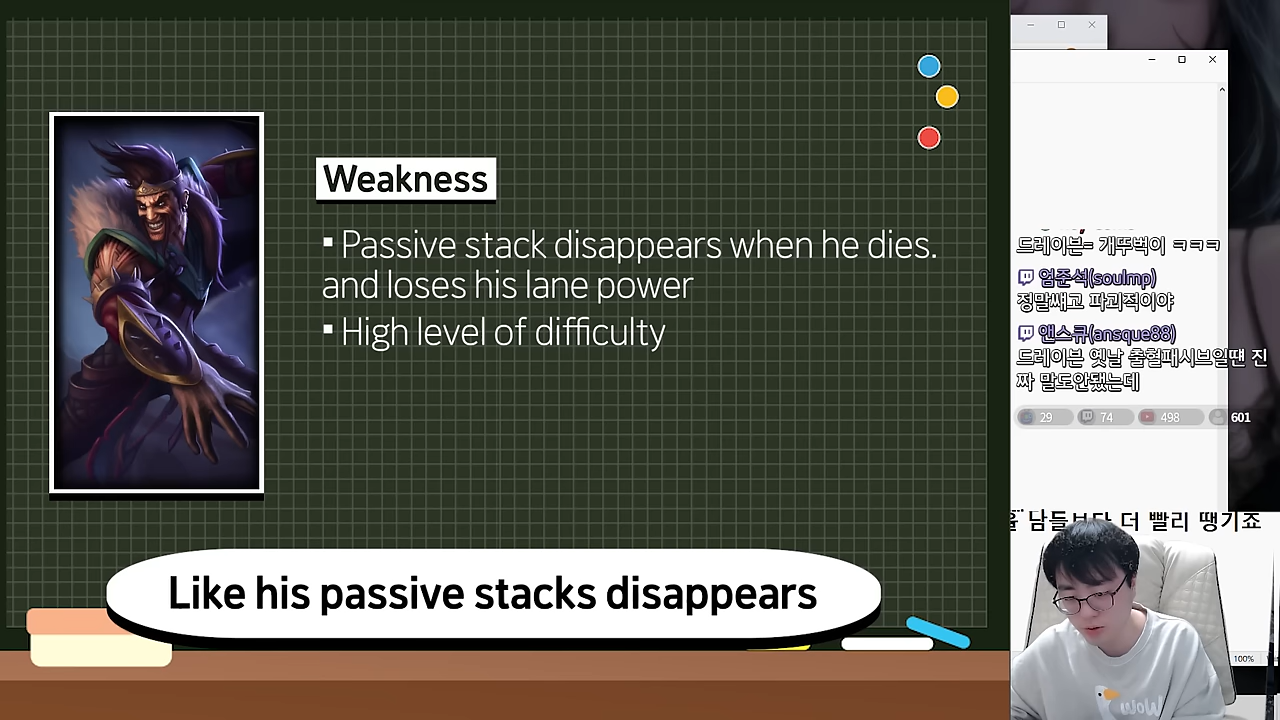 Weakness
▪ Passive stack disappears when he dies.
and loses his lane power
▪ High level of difficulty
Like his passive stacks disappears
드레이븐= 개뚜벅이 ㅋㅋㅋ
엄준석(soulmp)
정말쌔고 파괴적이야
앤스큐(ansque88)
드레이븐 옛날 출혈패시브일땐 진
짜 말도안됐는데
29 74 498 601
남들보다 더 빨리 땡기죠
100%
WOW